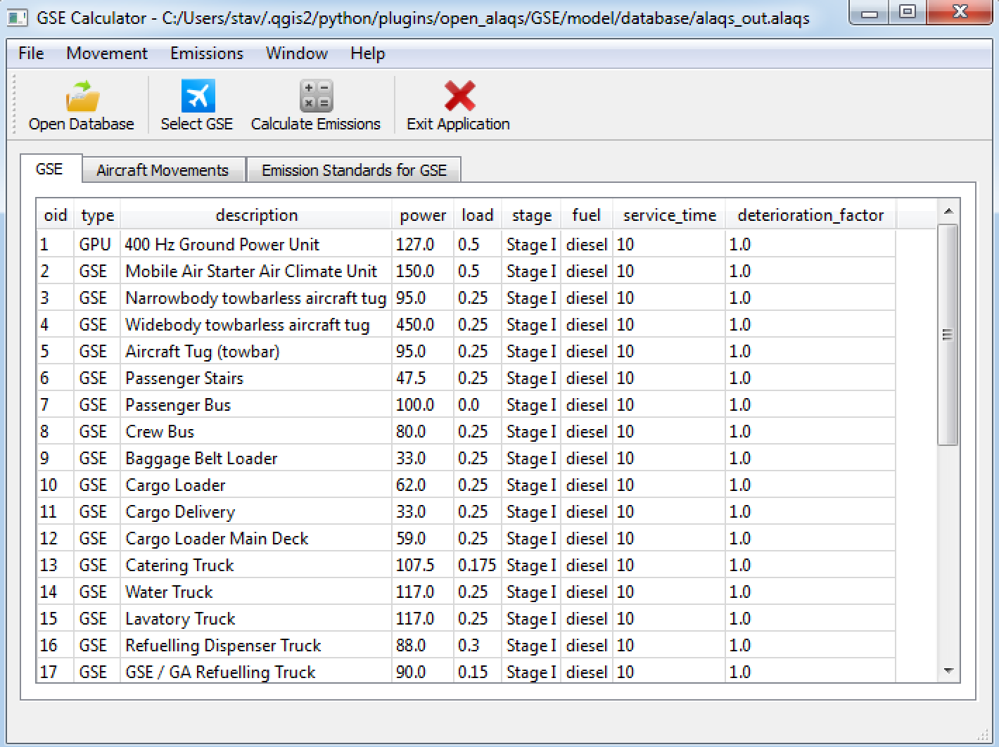 GSE Calculator - C:/Users/stav/.qgis2/python/plugins/open_alaqs/GSE/model/database/alaqs_out.alaqs
File Movement Emissions Window Help
Open Database Select GSE Calculate Emissions Exit Application
GSE Aircraft Movements Emission Standards for GSE
oid type description power load stage fuel service_time deterioration_factor
1 GPU 400 Hz Ground Power Unit 127.0 0.5 Stage I diesel 10 1.0
2 GSE Mobile Air Starter Air Climate Unit 150.0 0.5 Stage I diesel 10 1.0
3 GSE Narrowbody towbarless aircraft tug 95.0 0.25 Stage I diesel 10 1.0
4 GSE Widebody towbarless aircraft tug 450.0 0.25 Stage I diesel 10 1.0
5 GSE Aircraft Tug (towbar) 95.0 0.25 Stage I diesel 10 1.0
6 GSE Passenger Stairs 47.5 0.25 Stage I diesel 10 1.0
7 GSE Passenger Bus 100.0 0.0 Stage I diesel 10 1.0
8 GSE Crew Bus 80.0 0.25 Stage I diesel 10 1.0
9 GSE Baggage Belt Loader 33.0 0.25 Stage I diesel 10 1.0
10 GSE Cargo Loader 62.0 0.25 Stage I diesel 10 1.0
11 GSE Cargo Delivery 33.0 0.25 Stage I diesel 10 1.0
12 GSE Cargo Loader Main Deck 59.0 0.25 Stage I diesel 10 1.0
13 GSE Catering Truck 107.5 0.175 Stage I diesel 10 1.0
14 GSE Water Truck 117.0 0.25 Stage I diesel 10 1.0
15 GSE Lavatory Truck 117.0 0.25 Stage I diesel 10 1.0
16 GSE Refuelling Dispenser Truck 88.0 0.3 Stage I diesel 10 1.0
17 GSE GSE / GA Refuelling Truck 90.0 0.15 Stage I diesel 10 1.0